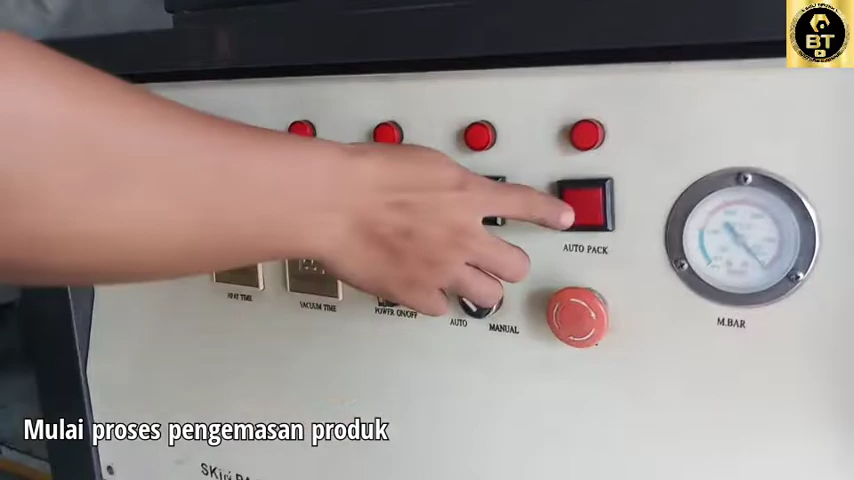 BT
AUTO PACK
HEAT TIME
VACUUM TIME
POWER ON/OFF
AUTO
MANUAL
M.BAR
Mulai proses pengemasan produk